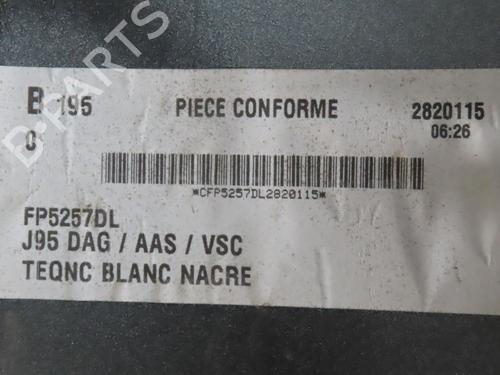 B 195 PIECE CONFORME 2820115
0 06:26
*CFP5257DL2820115*
FP5257DL
J95 DAG / AAS / VSC
TEQNC BLANC NACRE
B-PARTS